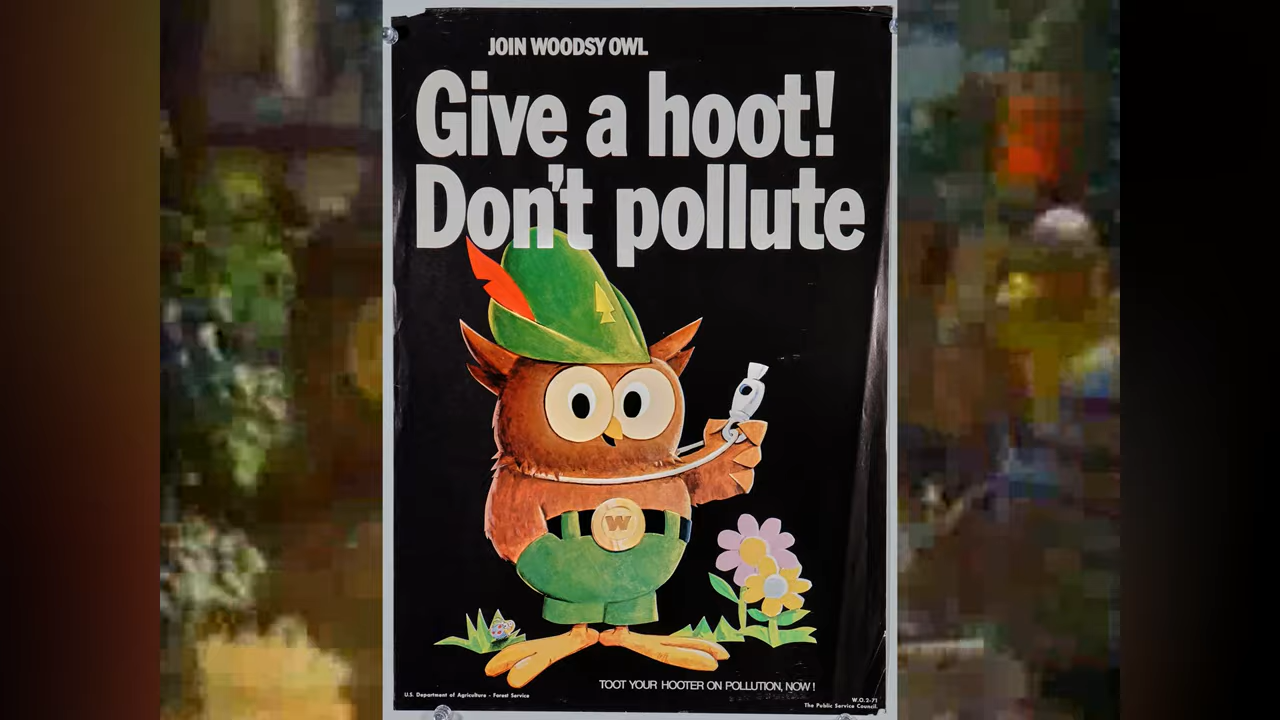 JOIN WOODSY OWL
Give a hoot!
Don't pollute
W
TOOT YOUR HOOTER ON POLLUTION, NOW!
U.S. Department of Agriculture - Forest Service
W.O. 2-71
The Public Service Council.